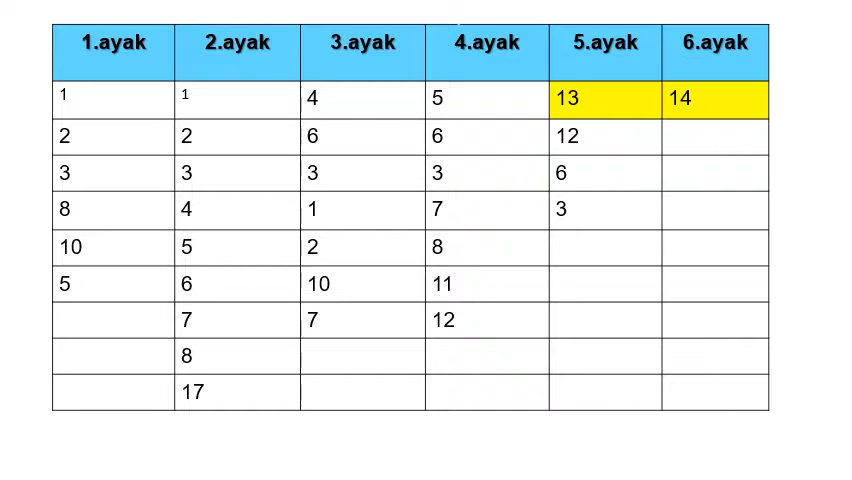 1.ayak 2.ayak 3.ayak 4.ayak 5.ayak 6.ayak
1 1 4 5 13 14
2 2 6 6 12
3 3 3 3 6
8 4 1 7 3
10 5 2 8
5 6 10 11
7 7 12
8
17